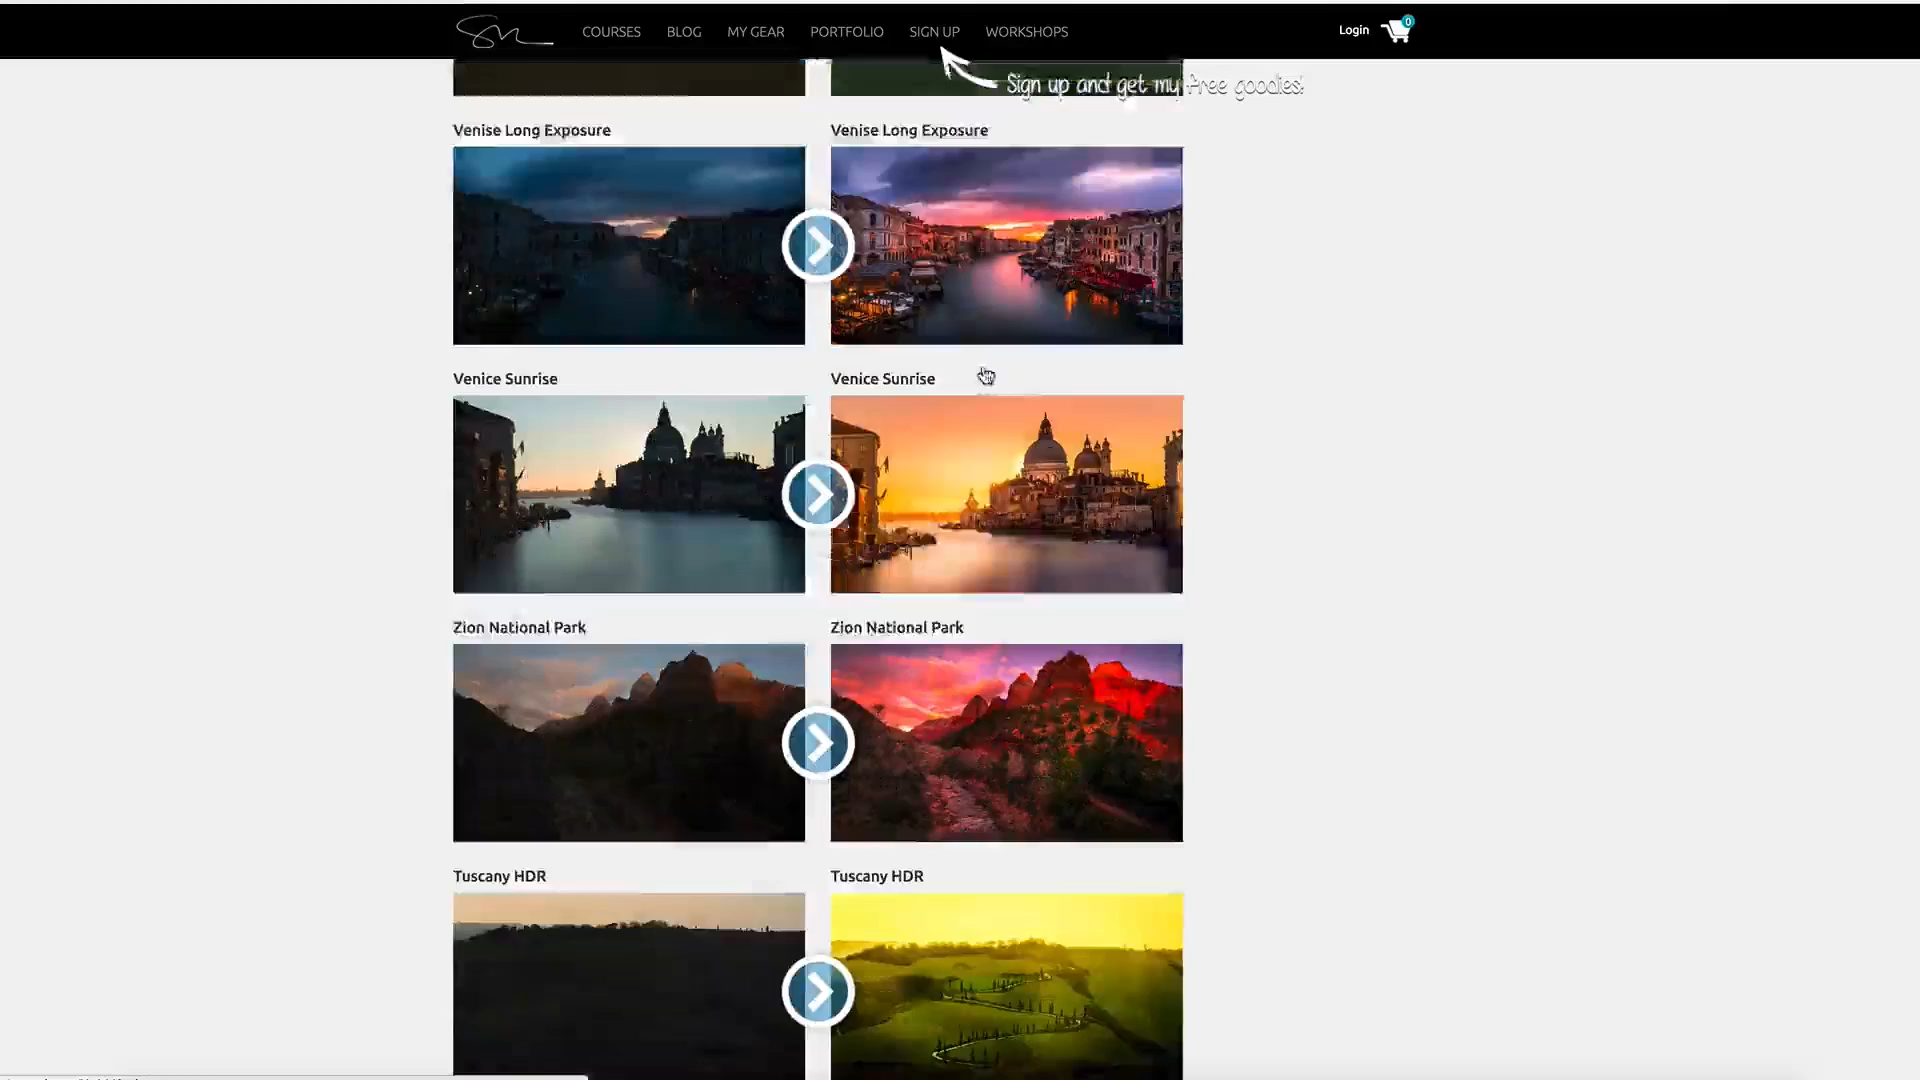 COURSES BLOG MY GEAR PORTFOLIO SIGN UP WORKSHOPS Login 0
Sign up and get my free goodies!
Venise Long Exposure Venise Long Exposure
Venice Sunrise Venice Sunrise
Zion National Park Zion National Park
Tuscany HDR Tuscany HDR